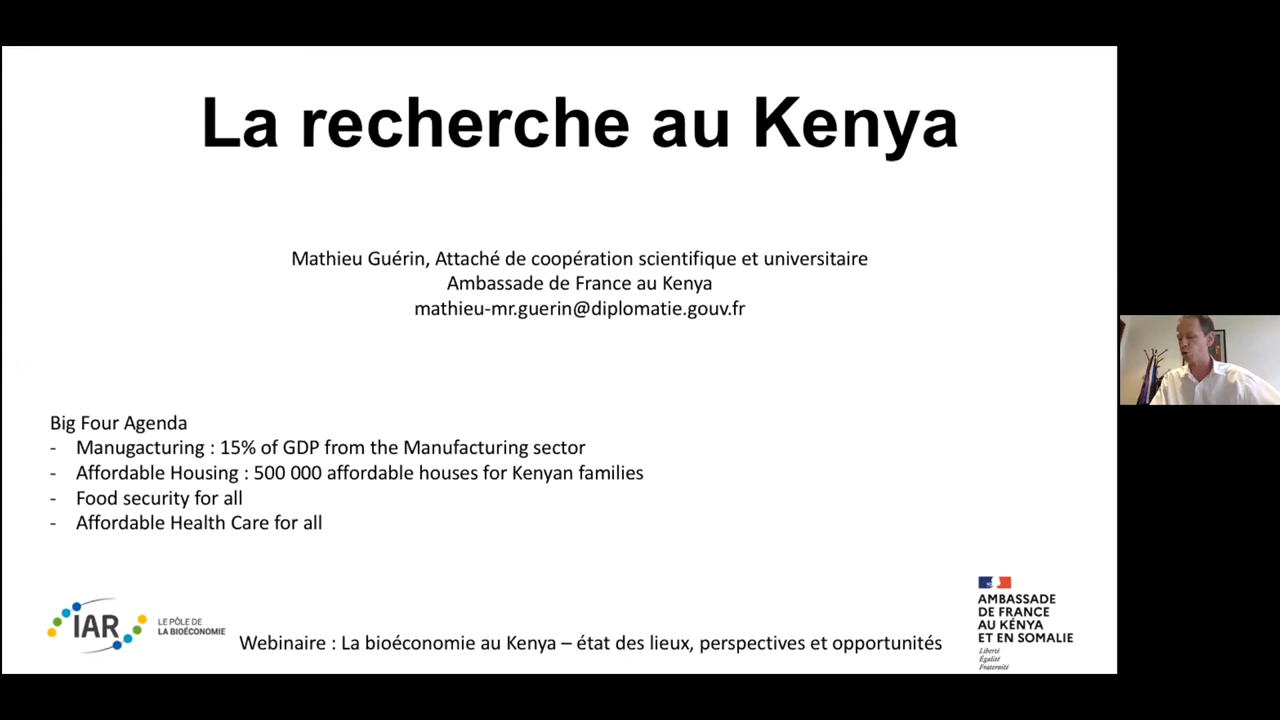 La recherche au Kenya
Mathieu Guérin, Attaché de coopération scientifique et universitaire
Ambassade de France au Kenya
mathieu-mr.guerin@diplomatie.gouv.fr
Big Four Agenda
- Manugacturing : 15% of GDP from the Manufacturing sector
- Affordable Housing : 500 000 affordable houses for Kenyan families
- Food security for all
- Affordable Health Care for all
IAR
LE PÔLE DE
LA BIOÉCONOMIE
Webinaire : La bioéconomie au Kenya – état des lieux, perspectives et opportunités
AMBASSADE
DE FRANCE
AU KÉNYA
ET EN SOMALIE
Liberté
Égalité
Fraternité